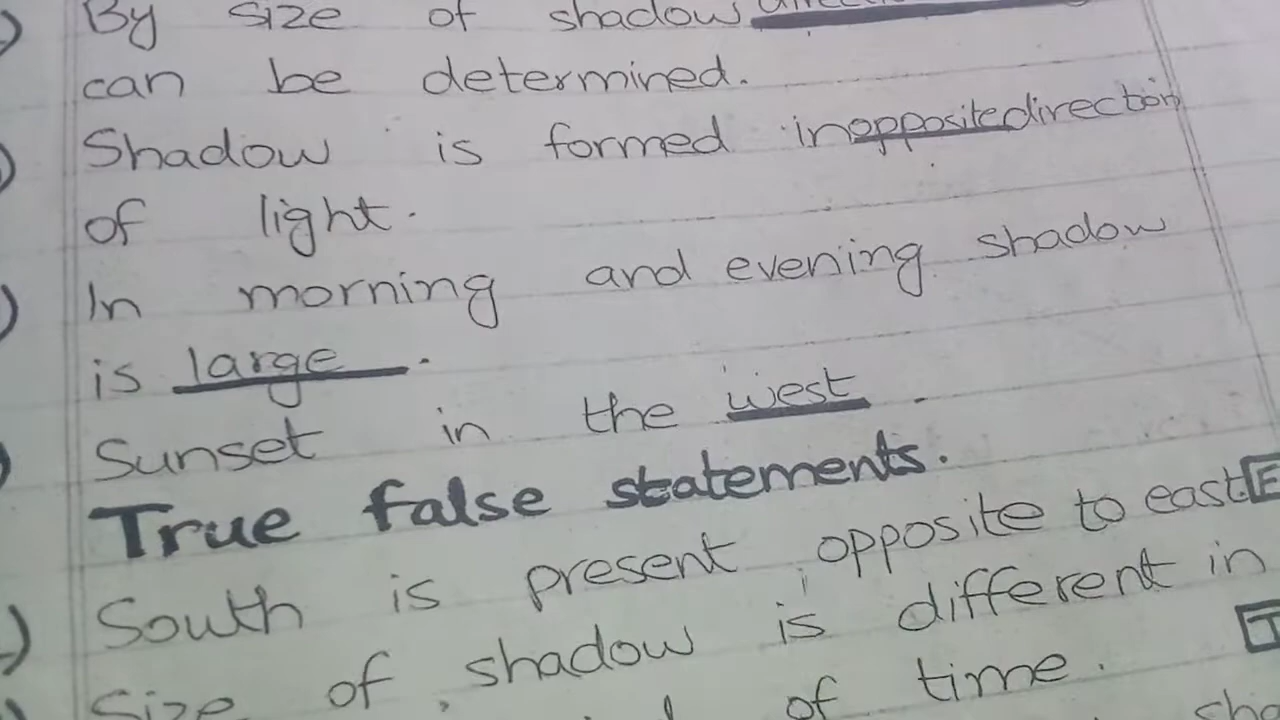 By size of shadow
can be determined.
Shadow is formed in opposite direction
of light.
In morning and evening shadow
is large.
Sunset in the west.
True false statements.
South is present opposite to east F
Size of shadow is different in
T
of time.